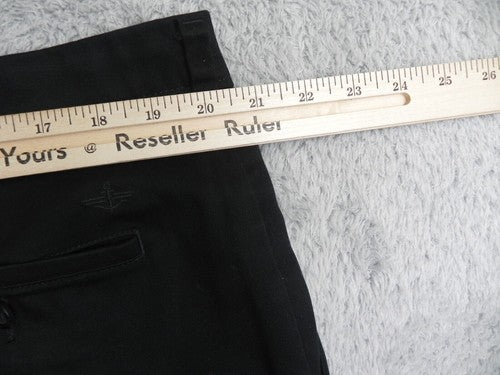 17 18 19 20 21 22 23 24 25 26
Yours @ Reseller Ruler